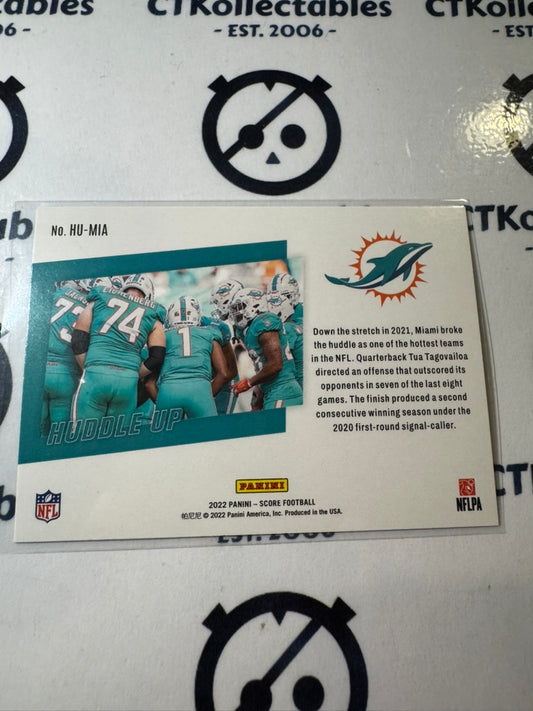 CTKollectables
- EST. 2006 -
No. HU-MIA
73
EICHENBERG
74
1
HUDDLE UP
Down the stretch in 2021, Miami broke
the huddle as one of the hottest teams
in the NFL. Quarterback Tua Tagovailoa
directed an offense that outscored its
opponents in seven of the last eight
games. The finish produced a second
consecutive winning season under the
2020 first-round signal-caller.
PANINI
2022 PANINI – SCORE FOOTBALL
帕尼尼 © 2022 Panini America, Inc. Produced in the USA.
NFL
NFLPA